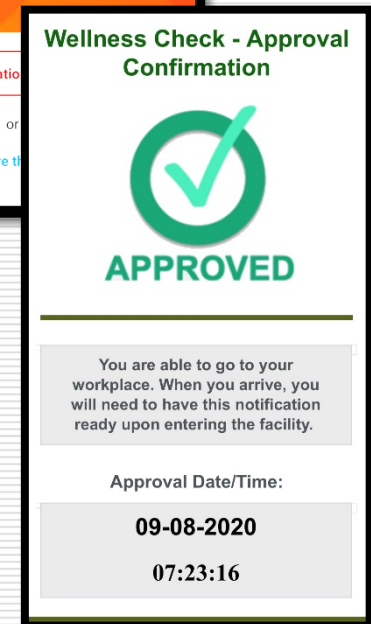 Wellness Check - Approval
Confirmation
APPROVED
or
You are able to go to your
workplace. When you arrive, you
will need to have this notification
ready upon entering the facility.
Approval Date/Time:
09-08-2020
07:23:16